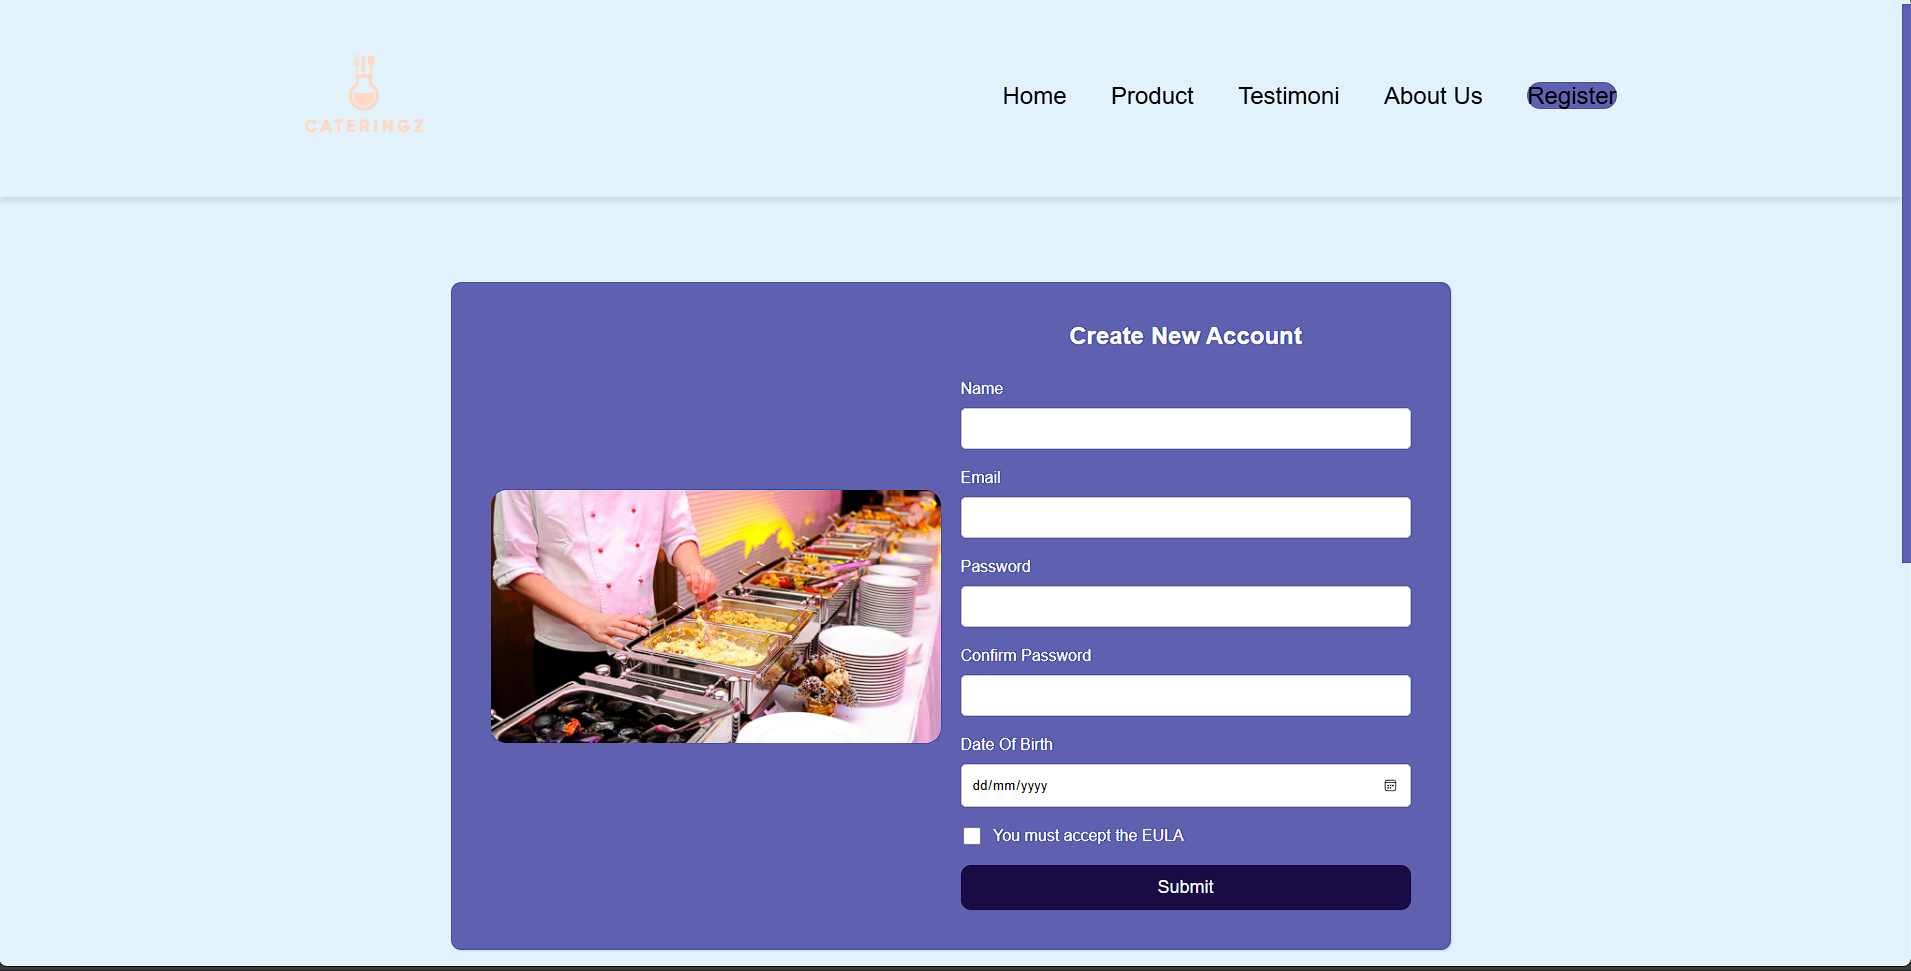 CATERINGZ
Home Product Testimoni About Us Register
Create New Account
Name
Email
Password
Confirm Password
Date Of Birth
dd/mm/yyyy
You must accept the EULA
Submit